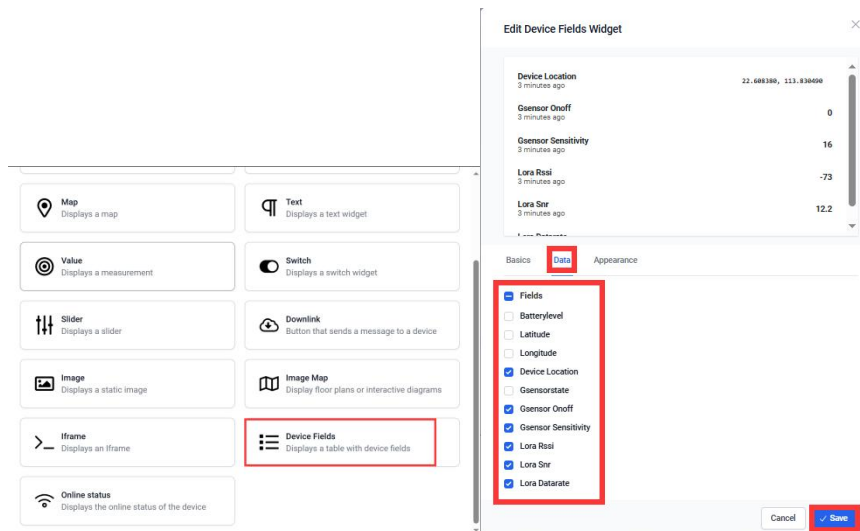 Map
Displays a map
Text
Displays a text widget
Value
Displays a measurement
Switch
Displays a switch widget
Slider
Displays a slider
Downlink
Button that sends a message to a device
Image
Displays a static image
Image Map
Display floor plans or interactive diagrams
Iframe
Displays an Iframe
Device Fields
Displays a table with device fields
Online status
Displays the online status of the device
Edit Device Fields Widget
Device Location
3 minutes ago
22.608380, 113.830490
Gsensor Onoff
3 minutes ago
0
Gsensor Sensitivity
3 minutes ago
16
Lora Rssi
3 minutes ago
-73
Lora Snr
3 minutes ago
12.2
Lora Datarate
Basics Data Appearance
Fields
Batterylevel
Latitude
Longitude
Device Location
Gsensorstate
Gsensor Onoff
Gsensor Sensitivity
Lora Rssi
Lora Snr
Lora Datarate
Cancel Save